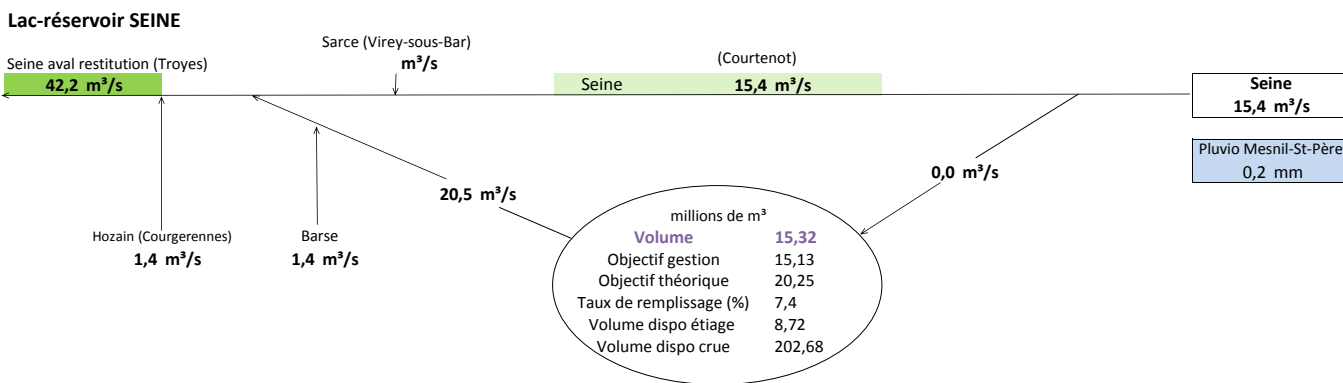 Lac-réservoir SEINE
Sarce (Virey-sous-Bar)
m³/s
(Courtenot)
Seine aval restitution (Troyes)
42,2 m³/s
Seine 15,4 m³/s
Seine
15,4 m³/s
Pluvio Mesnil-St-Père
0,2 mm
0,0 m³/s
20,5 m³/s
Hozain (Courgerennes)
1,4 m³/s
Barse
1,4 m³/s
millions de m³
Volume 15,32
Objectif gestion 15,13
Objectif théorique 20,25
Taux de remplissage (%) 7,4
Volume dispo étiage 8,72
Volume dispo crue 202,68